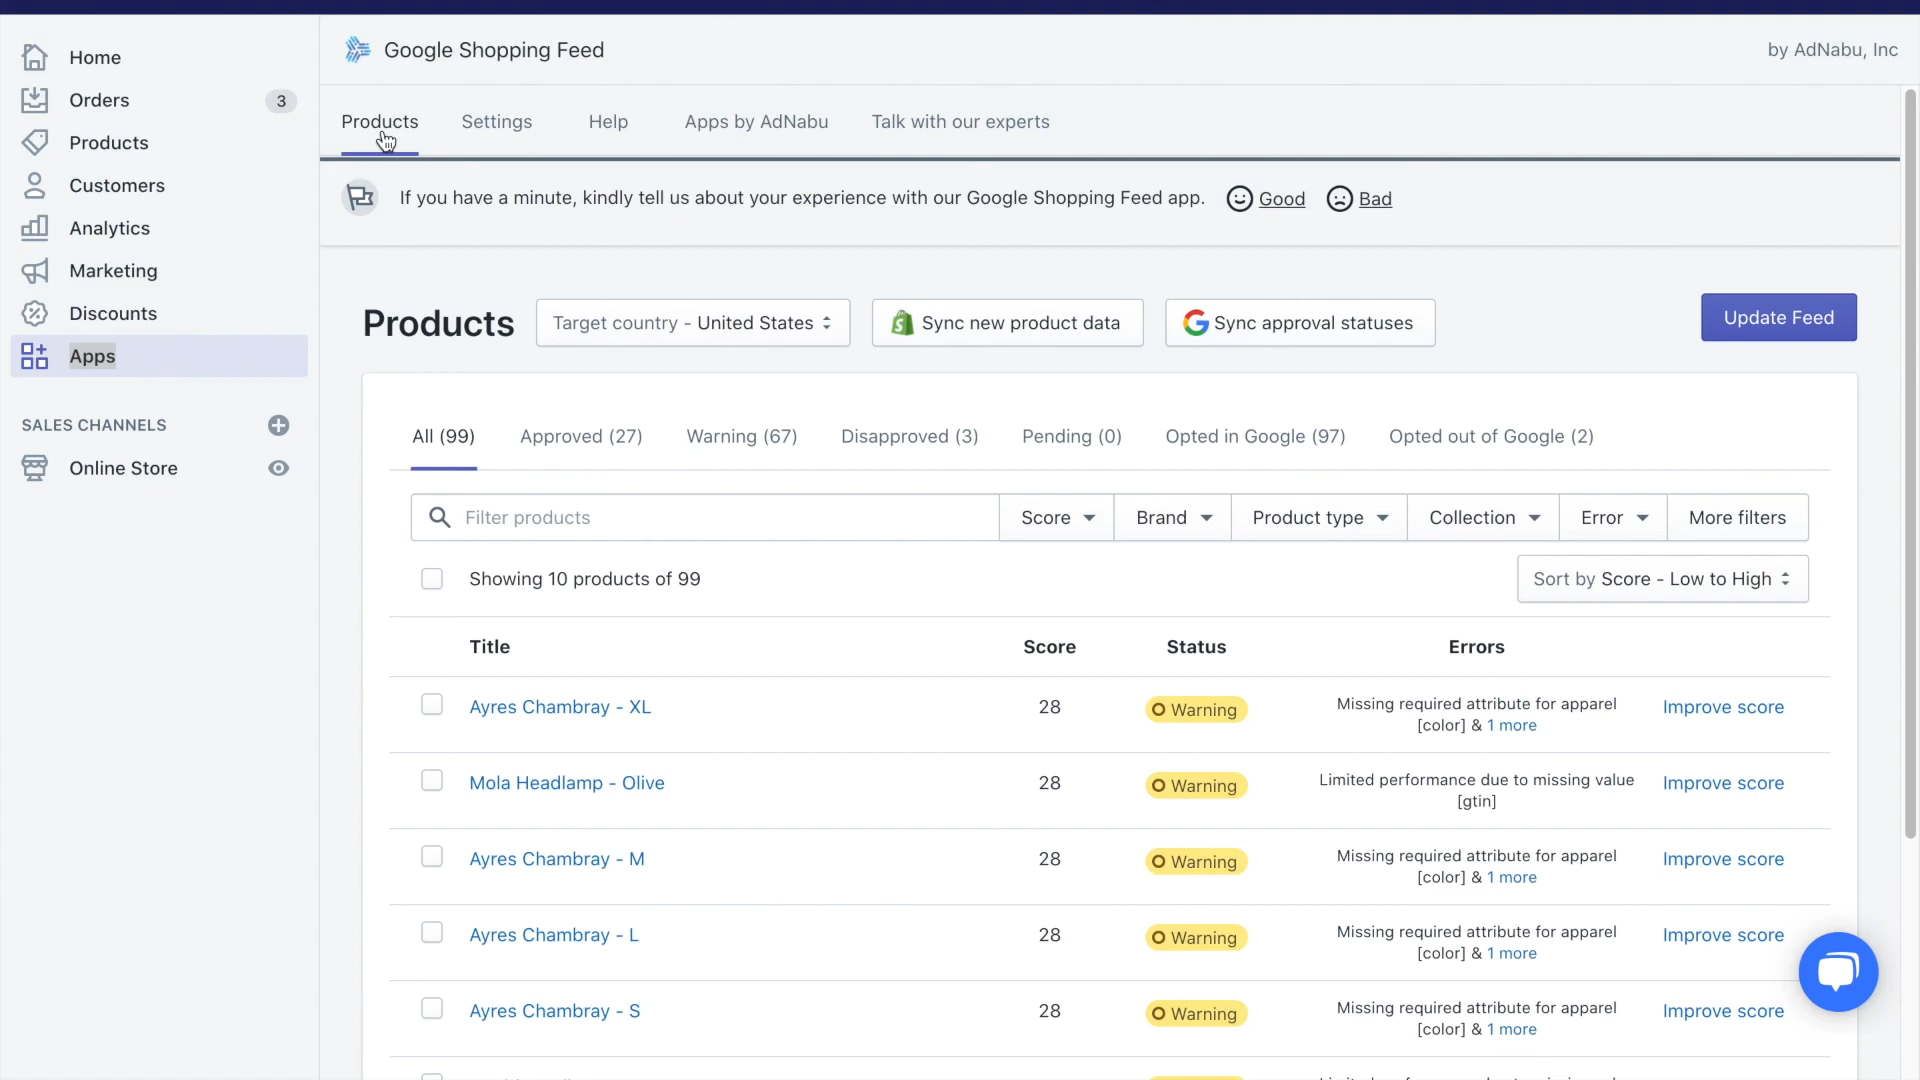 Home
Orders
3
Products
Customers
Analytics
Marketing
Discounts
Apps
SALES CHANNELS
Online Store
Google Shopping Feed
by AdNabu, Inc
Products
Settings
Help
Apps by AdNabu
Talk with our experts
If you have a minute, kindly tell us about your experience with our Google Shopping Feed app.
Good
Bad
Products
Target country - United States
Sync new product data
Sync approval statuses
Update Feed
All (99)
Approved (27)
Warning (67)
Disapproved (3)
Pending (0)
Opted in Google (97)
Opted out of Google (2)
Filter products
Score
Brand
Product type
Collection
Error
More filters
Showing 10 products of 99
Sort by Score - Low to High
Title
Score
Status
Errors
Ayres Chambray - XL
28
Warning
Missing required attribute for apparel
[color] & 1 more
Improve score
Mola Headlamp - Olive
28
Warning
Limited performance due to missing value
[gtin]
Improve score
Ayres Chambray - M
28
Warning
Missing required attribute for apparel
[color] & 1 more
Improve score
Ayres Chambray - L
28
Warning
Missing required attribute for apparel
[color] & 1 more
Improve score
Ayres Chambray - S
28
Warning
Missing required attribute for apparel
[color] & 1 more
Improve score